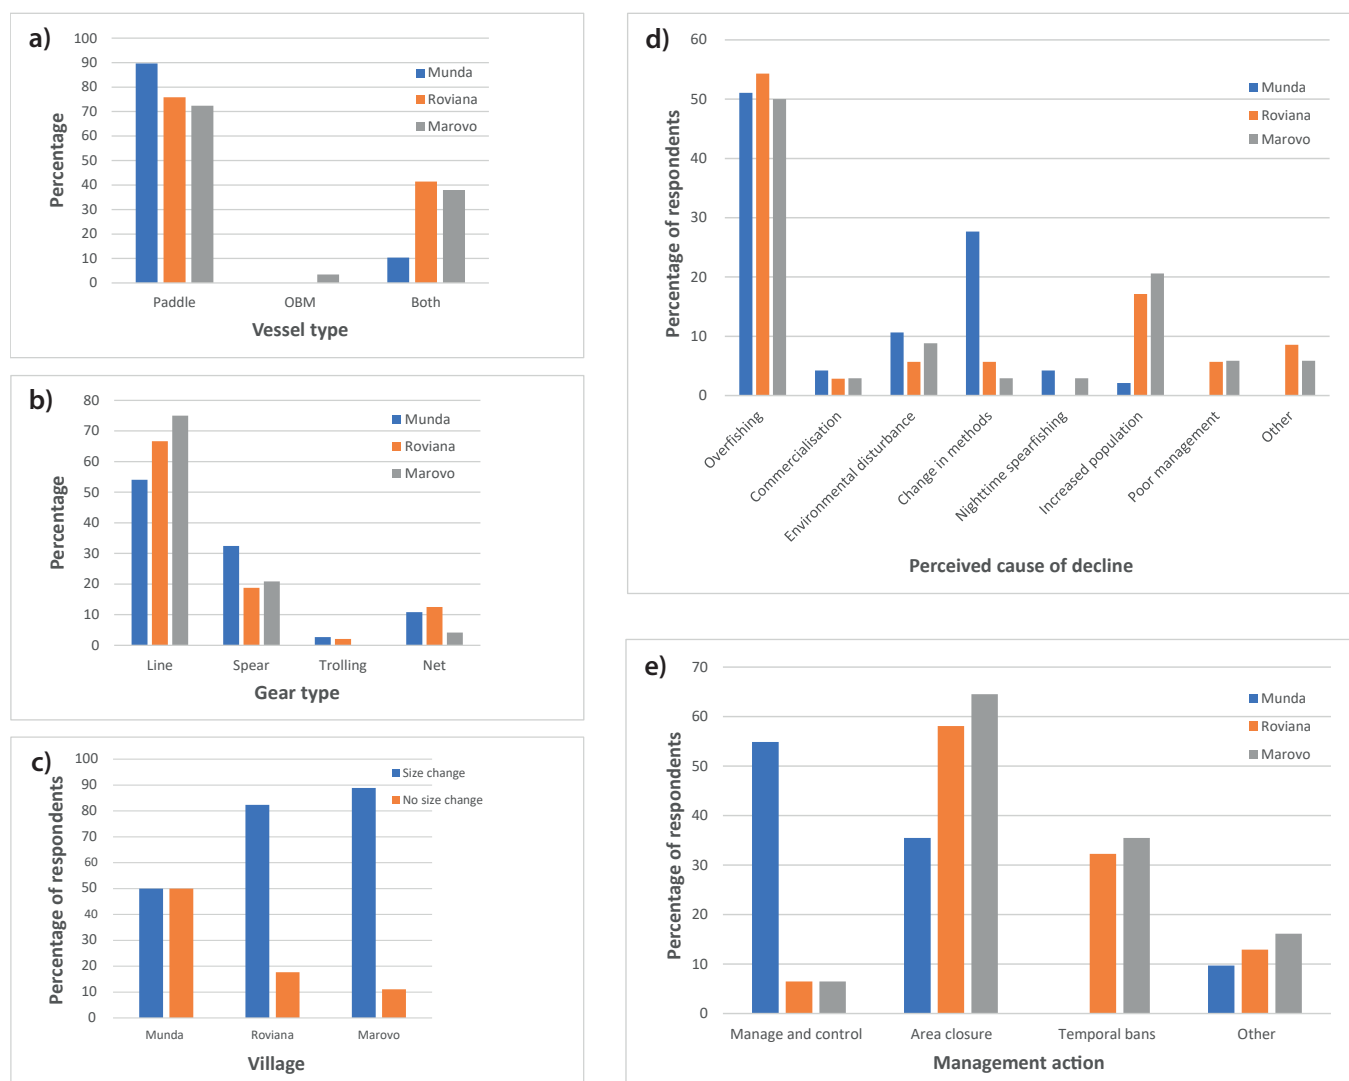 a)
Percentage
100
90
80
70
60
50
40
30
20
10
0
Munda
Roviana
Marovo
Paddle
OBM
Both
Vessel type
b)
Percentage
80
70
60
50
40
30
20
10
0
Munda
Roviana
Marovo
Line
Spear
Trolling
Net
Gear type
c)
Percentage of respondents
100
90
80
70
60
50
40
30
20
10
0
Size change
No size change
Munda
Roviana
Marovo
Village
d)
Percentage of respondents
60
50
40
30
20
10
0
Munda
Roviana
Marovo
Overfishing
Commercialisation
Environmental disturbance
Change in methods
Nighttime spearfishing
Increased population
Poor management
Other
Perceived cause of decline
e)
Percentage of respondents
70
60
50
40
30
20
10
0
Munda
Roviana
Marovo
Manage and control
Area closure
Temporal bans
Other
Management action